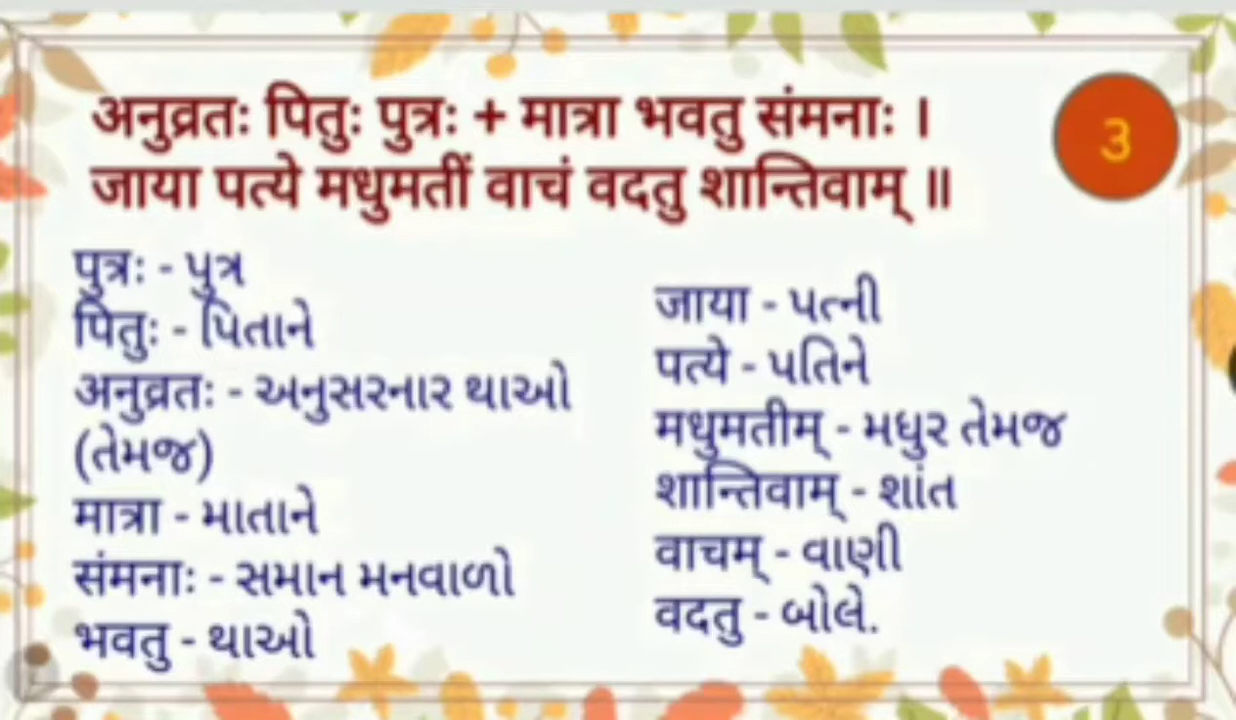 अनुव्रतः पितुः पुत्रः + मात्रा भवतु संमनाः ।
जाया पत्ये मधुमतीं वाचं वदतु शान्तिवाम् ॥
૩
पुत्रः - પુત્ર
पितुः - પિતાને
अनुव्रतः - અનુસરનાર થાઓ
(તેમજ)
मात्रा - માતાને
संमनाः - સમાન મનવાળો
भवतु - થાઓ
जाया - પત્ની
पत्ये - પતિને
मधुमतीम् - મધુર તેમજ
शान्तिवाम् - શાંત
वाचम् - વાણી
वदतु - બોલે.